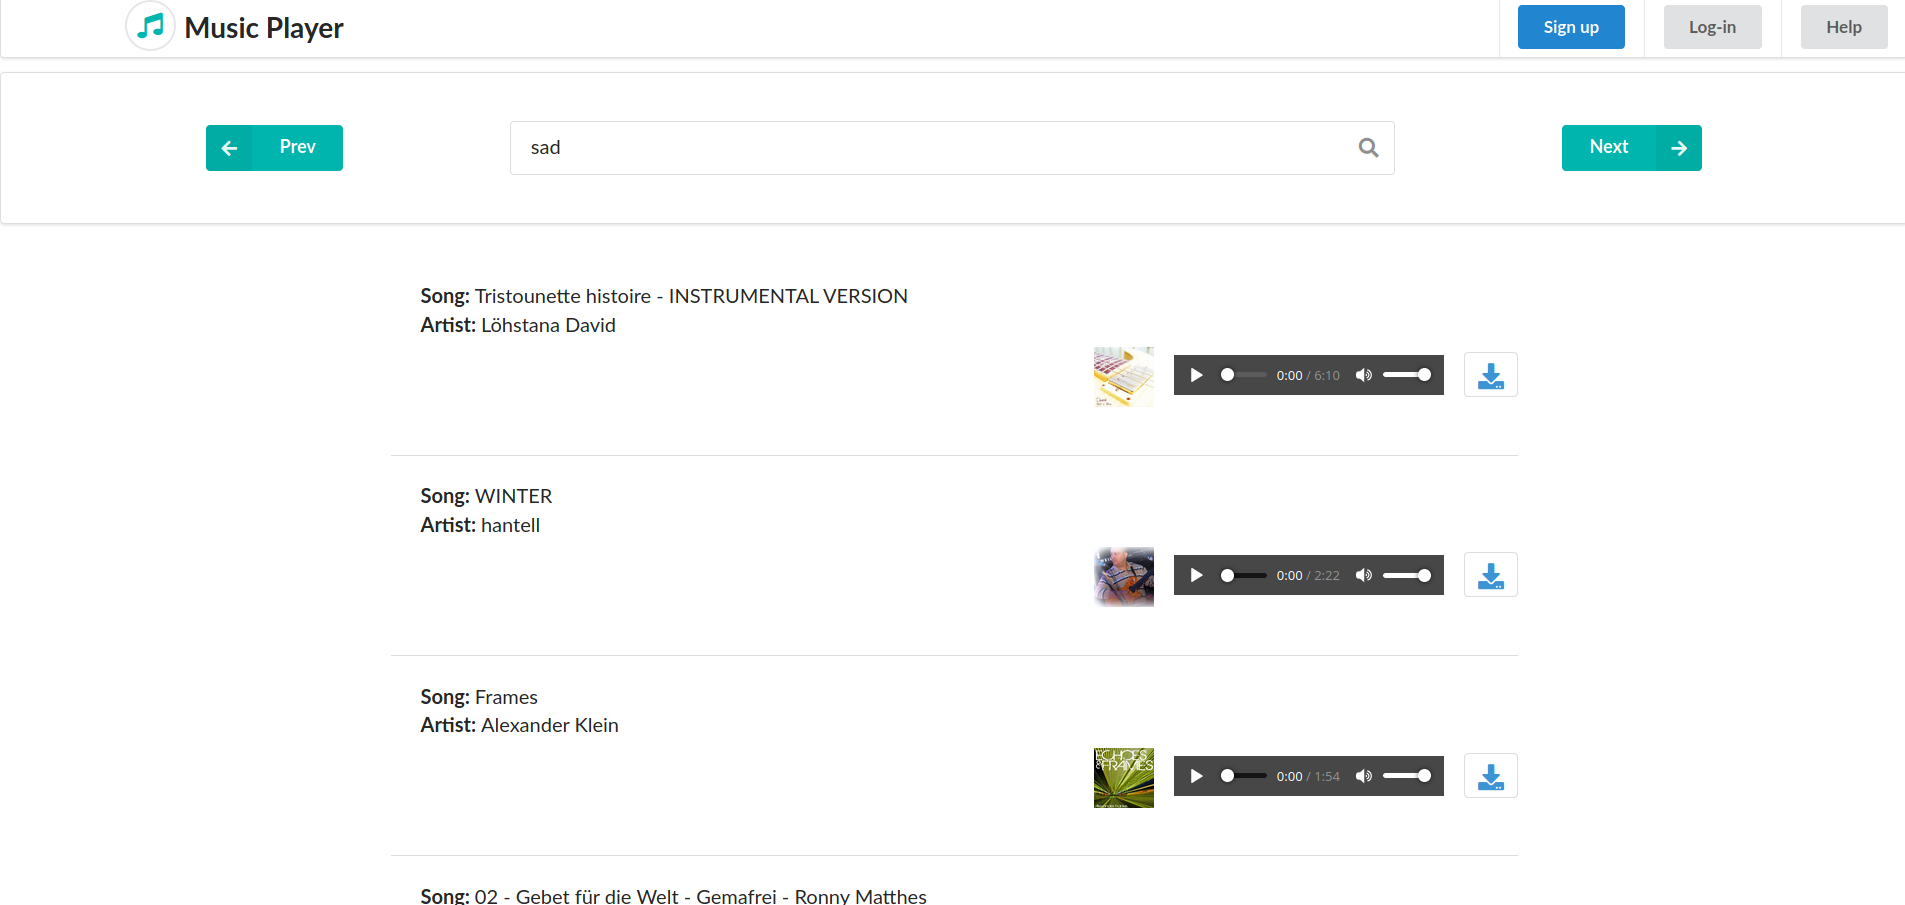 Music Player
Sign up
Log-in
Help
Prev
sad
Next
Song: Tristounette histoire - INSTRUMENTAL VERSION
Artist: Löhstana David
0:00 / 6:10
Song: WINTER
Artist: hantell
0:00 / 2:22
Song: Frames
Artist: Alexander Klein
ECHOES
& FRAMES
0:00 / 1:54
Song: 02 - Gebet für die Welt - Gemafrei - Ronny Matthes